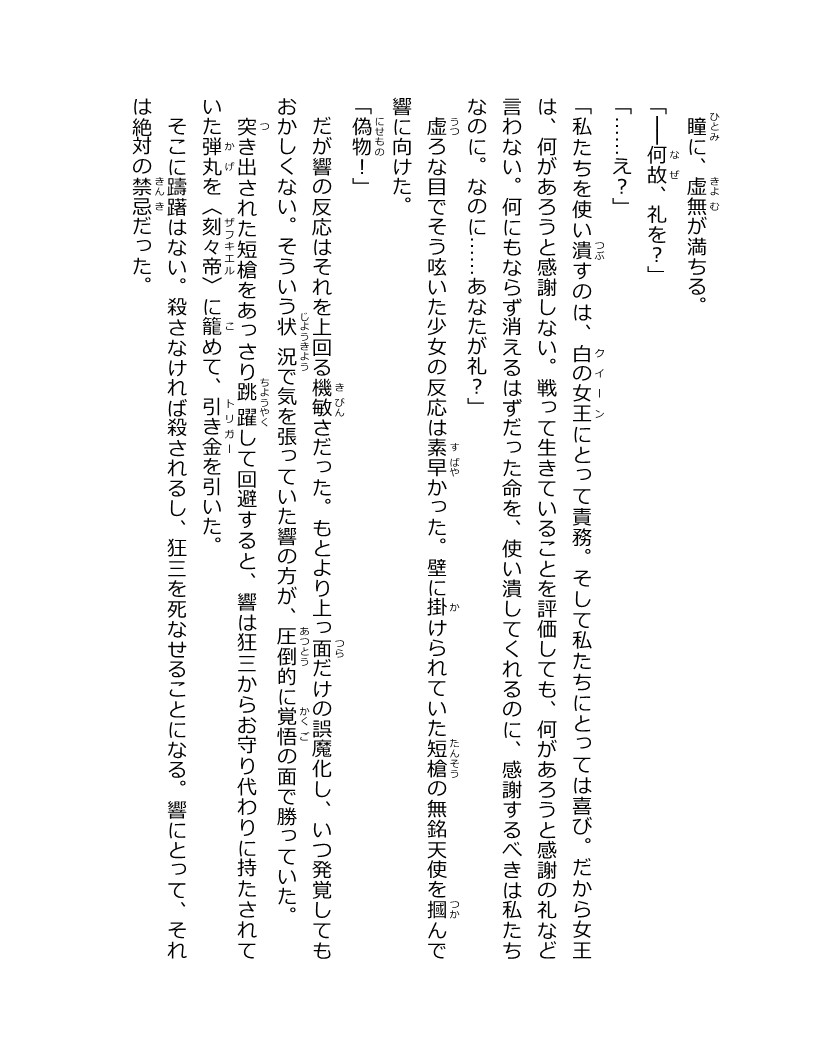 瞳に、虚無が満ちる。
「――何故、礼を？」
「……え？」
「私たちを使い潰すのは、白の女王にとって責務。そして私たちにとっては喜び。だから女王
は、何があろうと感謝しない。戦って生きていることを評価しても、何があろうと感謝の礼など
言わない。何にもならず消えるはずだった命を、使い潰してくれるのに、感謝するべきは私たち
なのに。なのに……あなたが礼？」
虚ろな目でそう呟いた少女の反応は素早かった。壁に掛けられていた短槍の無銘天使を摑んで
響に向けた。
「偽物！」
だが響の反応はそれを上回る機敏さだった。もとより上っ面だけの誤魔化し、いつ発覚しても
おかしくない。そういう状況で気を張っていた響の方が、圧倒的に覚悟の面で勝っていた。
突き出された短槍をあっさり跳躍して回避すると、響は狂三からお守り代わりに持たされて
いた弾丸を〈刻々帝〉に籠めて、引き金を引いた。
そこに躊躇はない。殺さなければ殺されるし、狂三を死なせることになる。響にとって、それ
は絶対の禁忌だった。